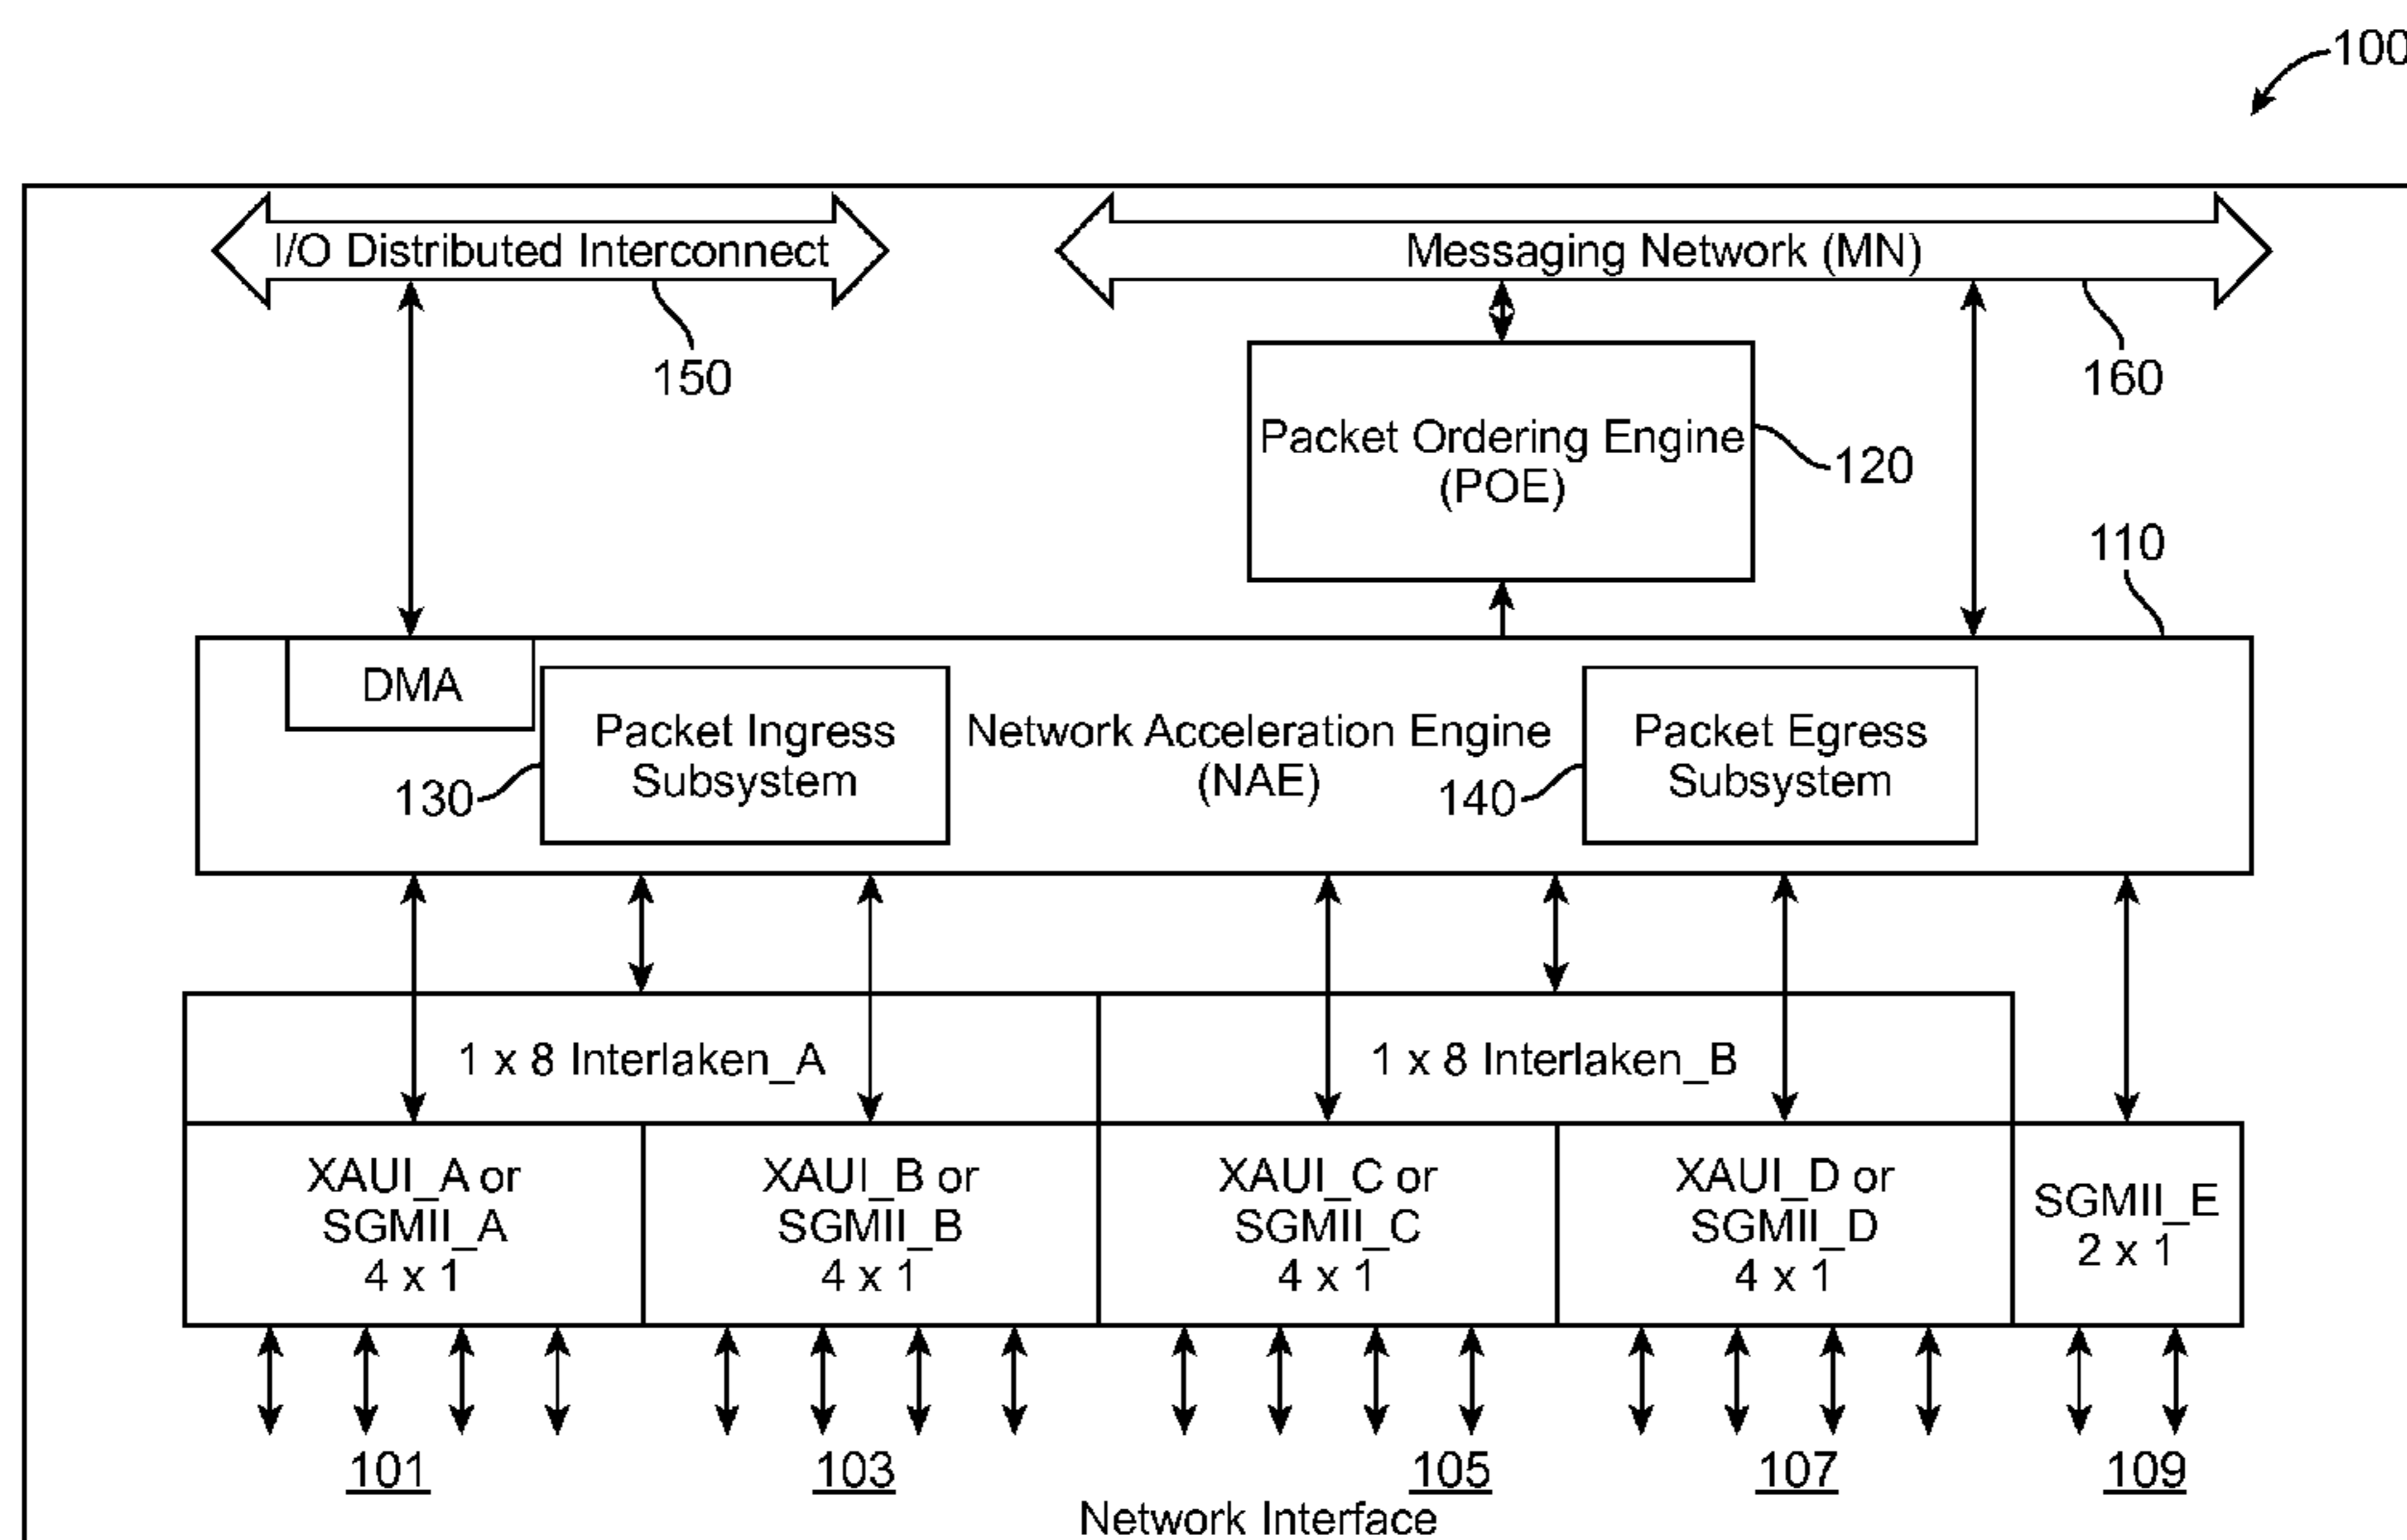 100
I/O Distributed Interconnect
Messaging Network (MN)
150
160
Packet Ordering Engine
(POE)
120
110
DMA
Packet Ingress
Subsystem
130
Network Acceleration Engine
(NAE)
Packet Egress
Subsystem
140
1 x 8 Interlaken_A
1 x 8 Interlaken_B
XAUI_A or
SGMII_A
4 x 1
XAUI_B or
SGMII_B
4 x 1
XAUI_C or
SGMII_C
4 x 1
XAUI_D or
SGMII_D
4 x 1
SGMII_E
2 x 1
101
103
105
107
109
Network Interface